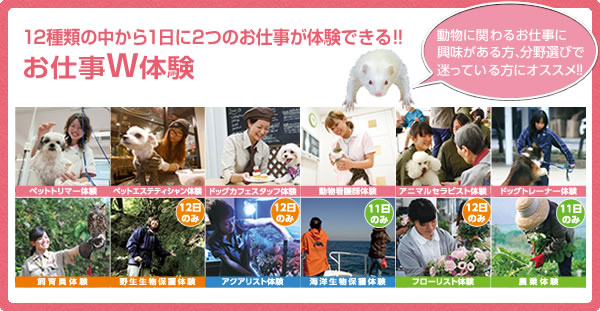 12種類の中から1日に2つのお仕事が体験できる!!
お仕事W体験
動物に関わるお仕事に
興味がある方、分野選びで
迷っている方にオススメ!!
ペットトリマー体験
ペットエステティシャン体験
ドッグカフェスタッフ体験
動物看護師体験
アニマルセラピスト体験
ドッグトレーナー体験
飼育員体験
12日
のみ
野生生物保護体験
12日
のみ
アクアリスト体験
11日
のみ
海洋生物保護体験
12日
のみ
フローリスト体験
11日
のみ
農業体験